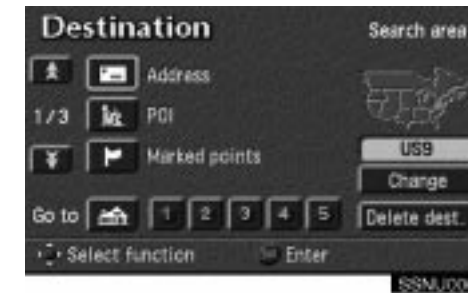 Destination
Search area
Address
1/3
POI
Marked points
US9
Change
Go to 1 2 3 4 5 Delete dest.
Select function Enter